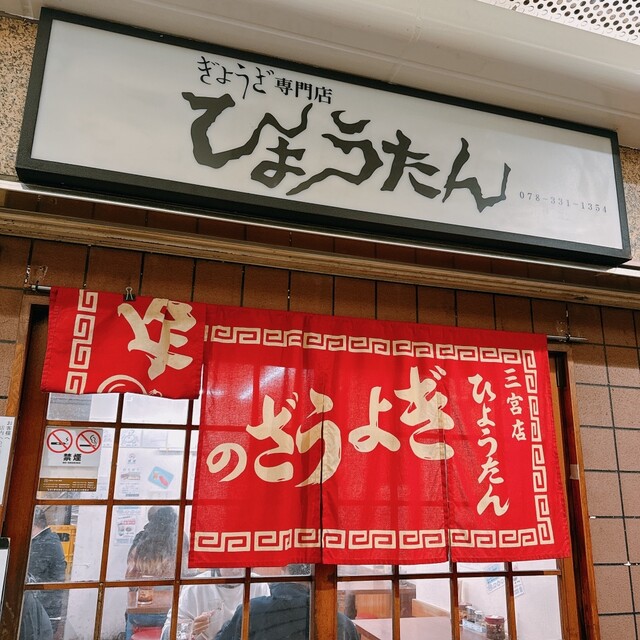 ぎょうざ専門店
ひょうたん
078-331-1354
三宮店
ひょうたん
ぎょうざの
禁煙